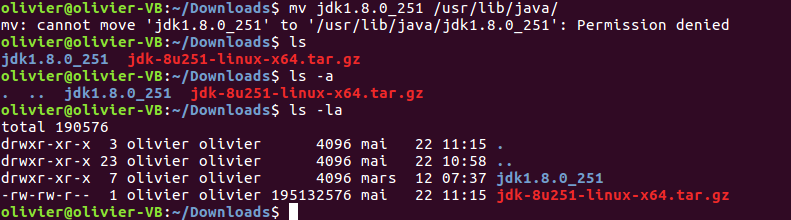 olivier@olivier-VB:~/Downloads$ mv jdk1.8.0_251 /usr/lib/java/
mv: cannot move 'jdk1.8.0_251' to '/usr/lib/java/jdk1.8.0_251': Permission denied
olivier@olivier-VB:~/Downloads$ ls
jdk1.8.0_251  jdk-8u251-linux-x64.tar.gz
olivier@olivier-VB:~/Downloads$ ls -a
.  ..  jdk1.8.0_251  jdk-8u251-linux-x64.tar.gz
olivier@olivier-VB:~/Downloads$ ls -la
total 190576
drwxr-xr-x  3 olivier olivier      4096 mai   22 11:15 .
drwxr-xr-x 23 olivier olivier      4096 mai   22 10:58 ..
drwxr-xr-x  7 olivier olivier      4096 mars  12 07:37 jdk1.8.0_251
-rw-rw-r--  1 olivier olivier 195132576 mai   22 11:15 jdk-8u251-linux-x64.tar.gz
olivier@olivier-VB:~/Downloads$